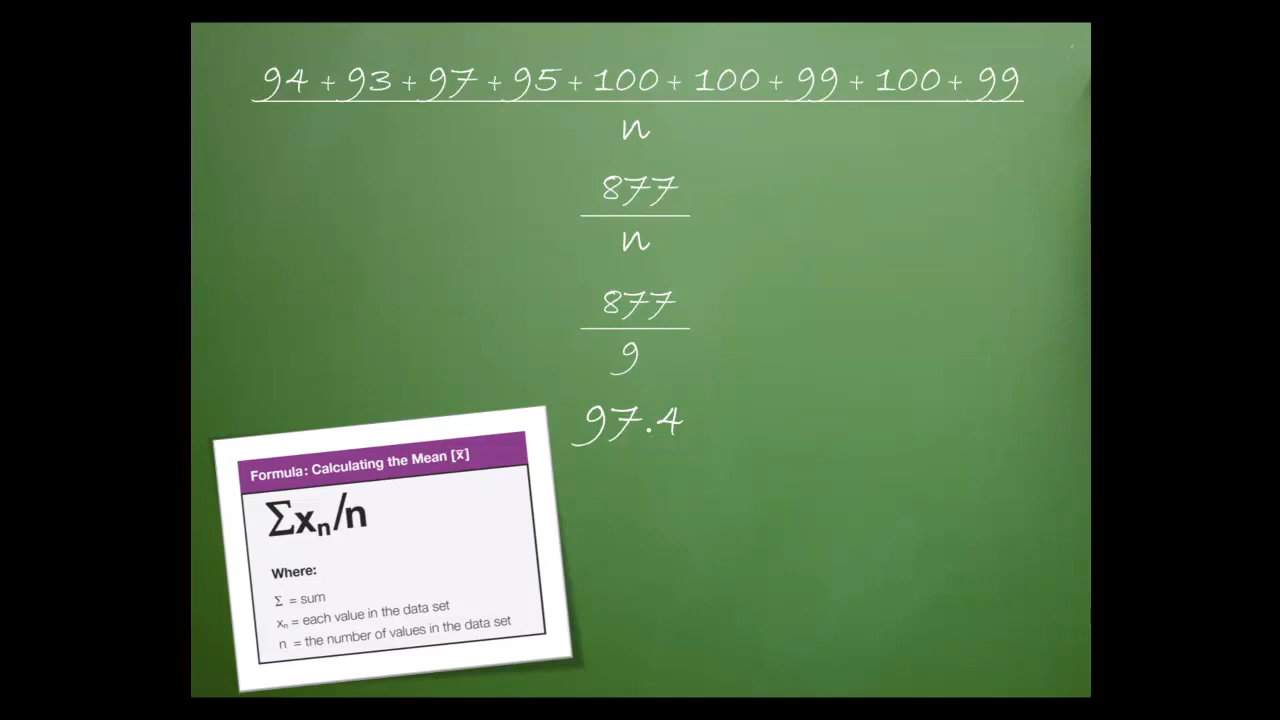 94 + 93 + 97 + 95 + 100 + 100 + 99 + 100 + 99
n
877
n
877
9
97.4
Formula: Calculating the Mean [x̄]
Σxₙ/n
Where:
Σ = sum
xₙ = each value in the data set
n = the number of values in the data set